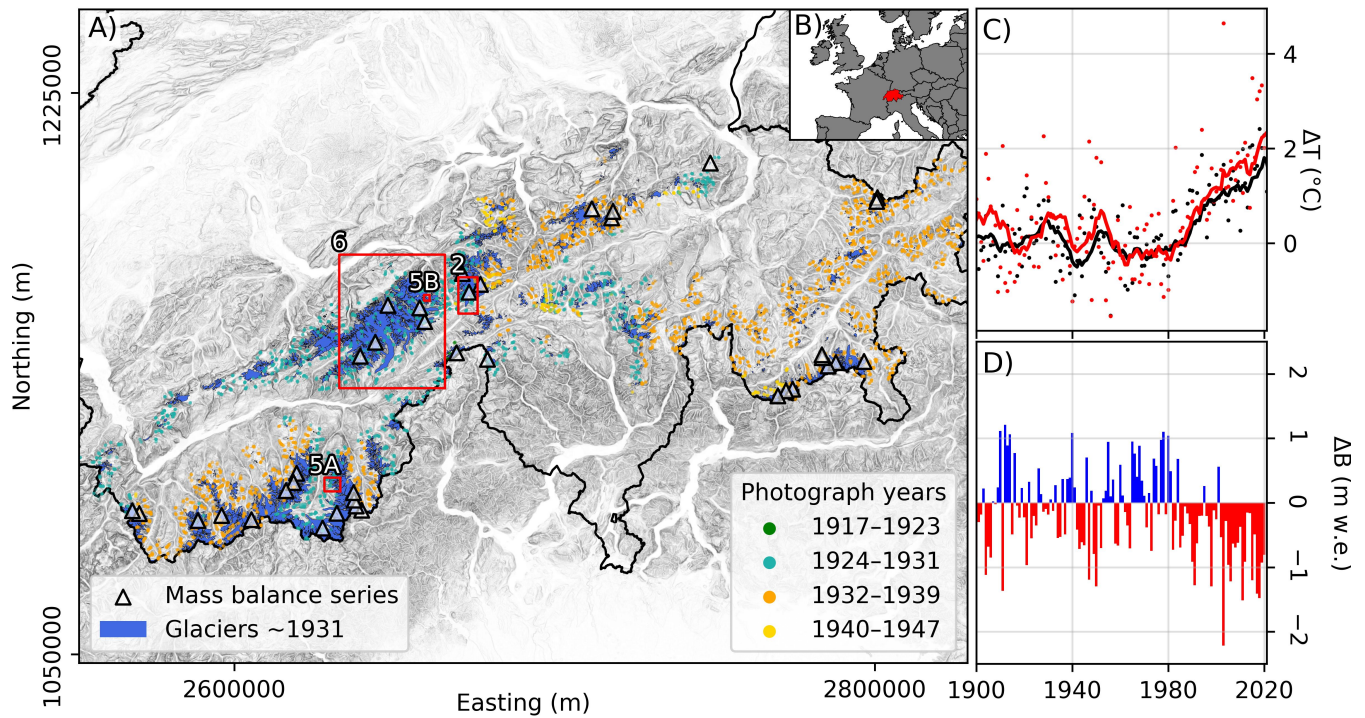 A)
B)
C)
D)
1225000
1050000
Northing (m)
2600000
2800000
Easting (m)
6
5B
2
5A
Mass balance series
Glaciers ~1931
Photograph years
1917–1923
1924–1931
1932–1939
1940–1947
4
2
0
ΔT (°C)
2
1
0
−1
−2
ΔB (m w.e.)
1900
1940
1980
2020